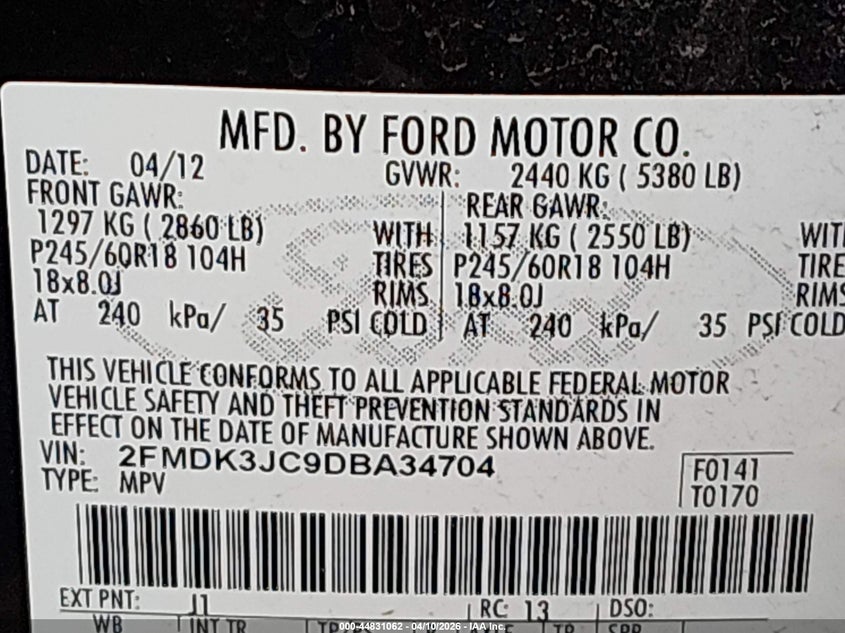 MFD. BY FORD MOTOR CO.
DATE: 04/12 GVWR: 2440 KG ( 5380 LB)
FRONT GAWR: REAR GAWR:
1297 KG ( 2860 LB) WITH 1157 KG ( 2550 LB) WITH
P245/60R18 104H TIRES P245/60R18 104H TIRE
18x8.0J RIMS 18x8.0J RIMS
AT 240 kPa/ 35 PSI COLD AT 240 kPa/ 35 PSI COLD
THIS VEHICLE CONFORMS TO ALL APPLICABLE FEDERAL MOTOR
VEHICLE SAFETY AND THEFT PREVENTION STANDARDS IN
EFFECT ON THE DATE OF MANUFACTURE SHOWN ABOVE.
VIN: 2FMDK3JC9DBA34704 F0141
TYPE: MPV T0170
EXT PNT: J1 RC: 13 DSO:
WB INT TR
000-44831062 - 04/10/2026 - IAA Inc.